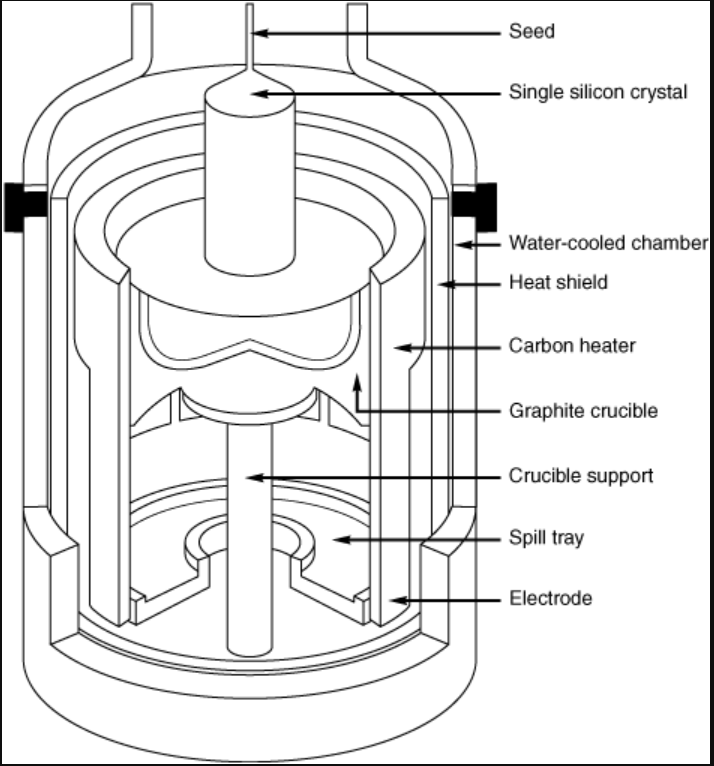 Seed
Single silicon crystal
Water-cooled chamber
Heat shield
Carbon heater
Graphite crucible
Crucible support
Spill tray
Electrode